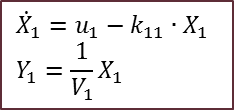 Ẋ₁ = u₁ − k₁₁ · X₁
Y₁ = 1/V₁ X₁